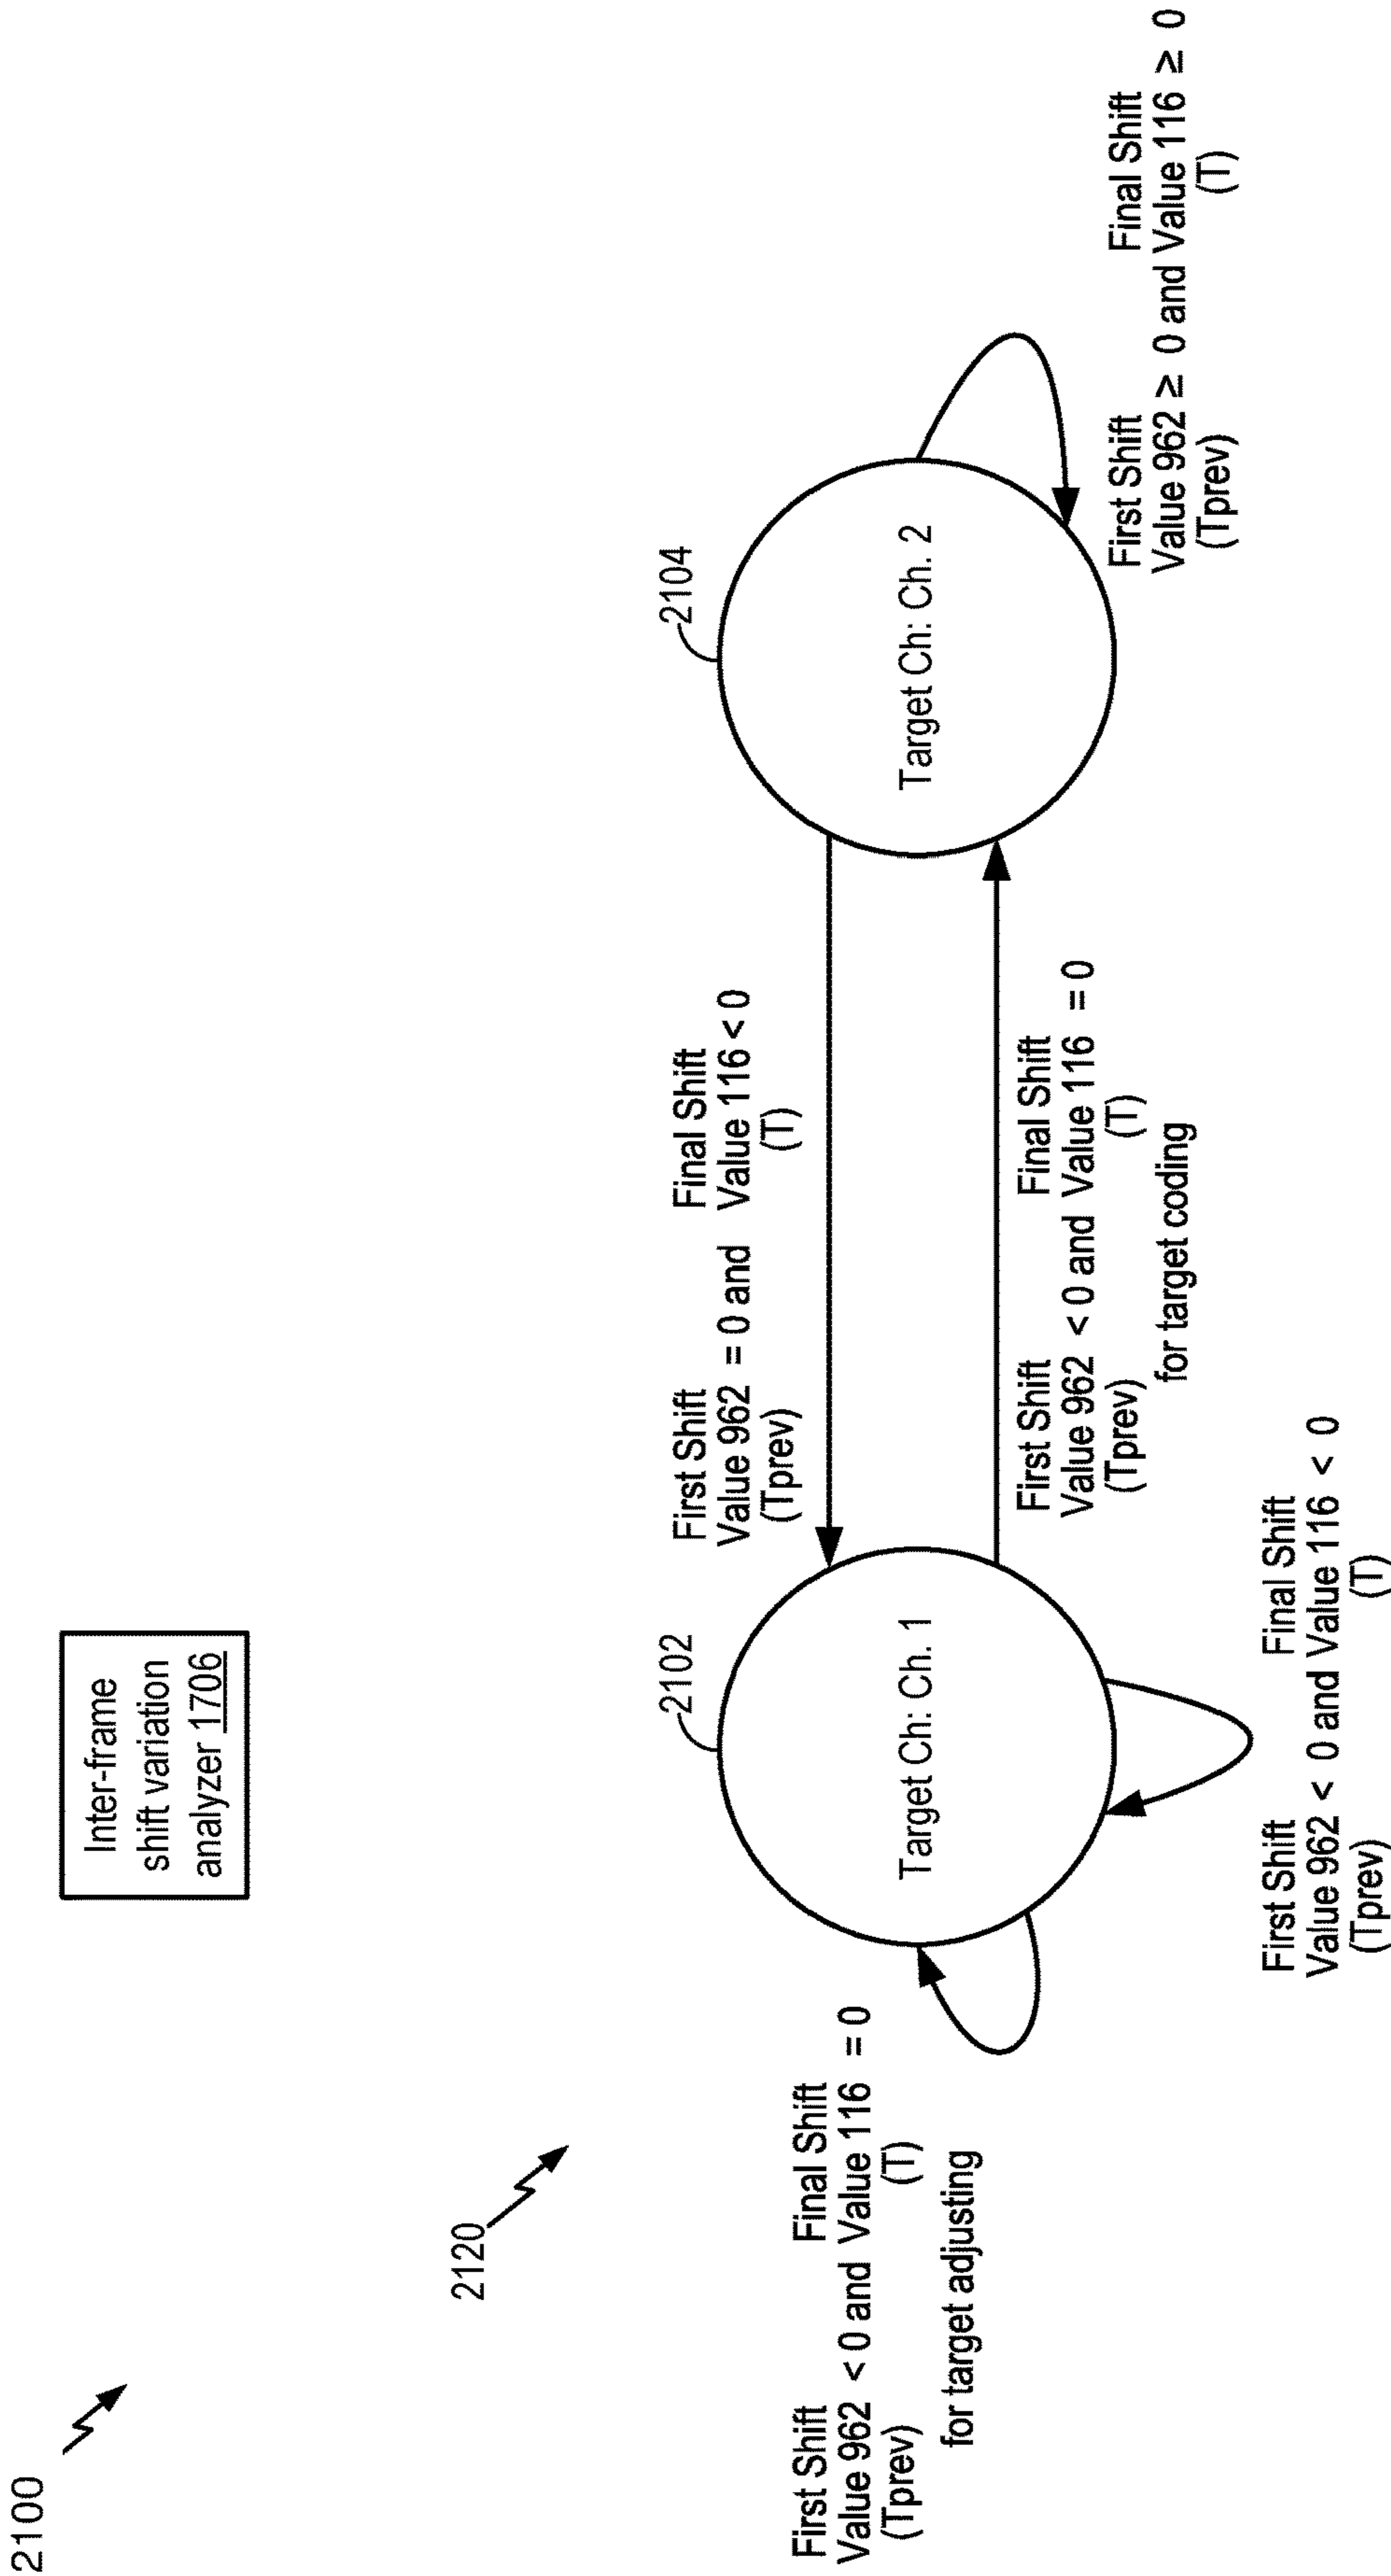 2100
Inter-frame
shift variation
analyzer 1706
2120
2102
Target Ch: Ch. 1
2104
Target Ch: Ch. 2
First Shift Final Shift
Value 962 = 0 and Value 116 < 0
(Tprev) (T)
First Shift Final Shift
Value 962 < 0 and Value 116 = 0
(Tprev) (T)
for target coding
First Shift Final Shift
Value 962 < 0 and Value 116 = 0
(Tprev) (T)
for target adjusting
First Shift Final Shift
Value 962 < 0 and Value 116 < 0
(Tprev) (T)
First Shift Final Shift
Value 962 ≥ 0 and Value 116 ≥ 0
(Tprev) (T)